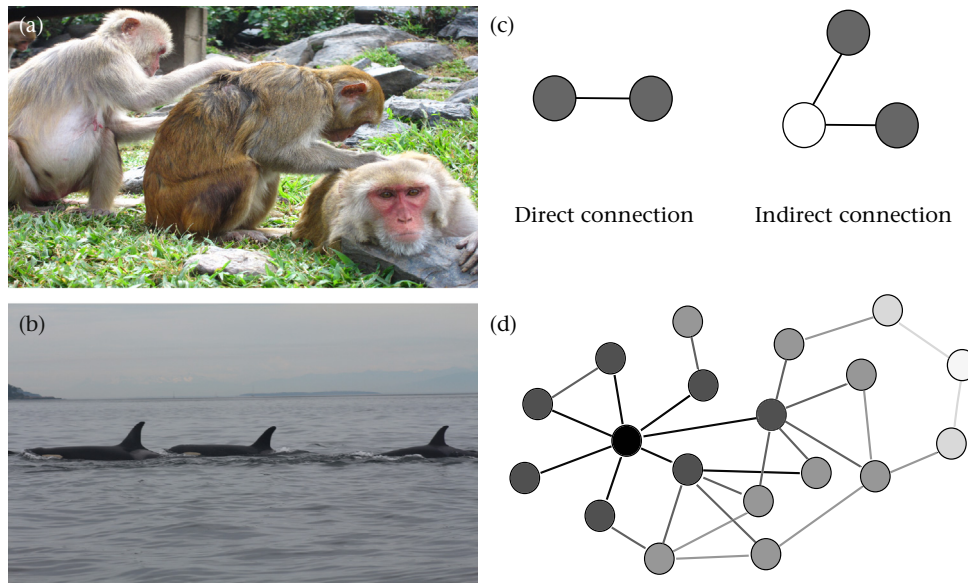 (a)
(c)
Direct connection
Indirect connection
(b)
(d)